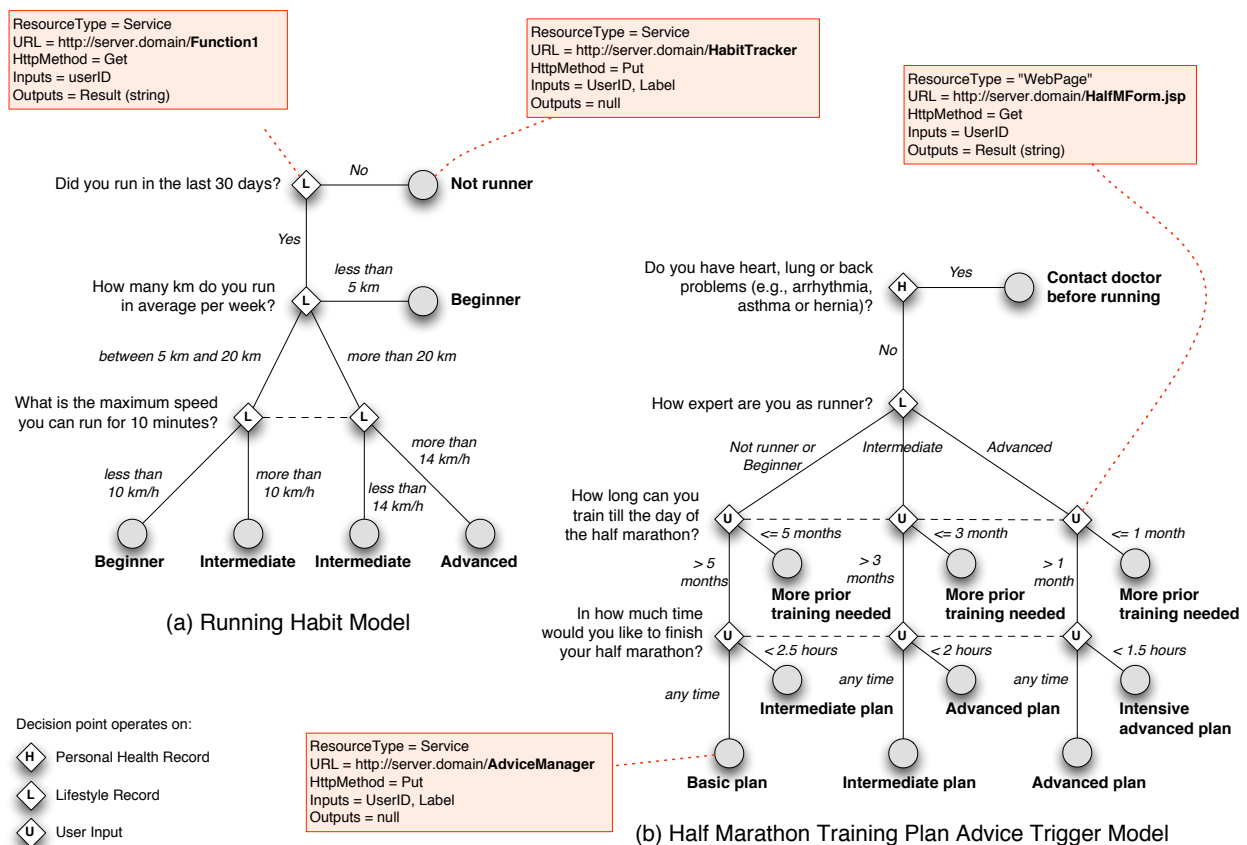 ResourceType = Service
URL = http://server.domain/Function1
HttpMethod = Get
Inputs = userID
Outputs = Result (string)
ResourceType = Service
URL = http://server.domain/HabitTracker
HttpMethod = Put
Inputs = UserID, Label
Outputs = null
ResourceType = "WebPage"
URL = http://server.domain/HalfMForm.jsp
HttpMethod = Get
Inputs = UserID
Outputs = Result (string)
Did you run in the last 30 days?
L
No
Not runner
Yes
How many km do you run
in average per week?
L
less than
5 km
Beginner
between 5 km and 20 km
more than 20 km
What is the maximum speed
you can run for 10 minutes?
L
L
less than
10 km/h
more than
10 km/h
less than
14 km/h
more than
14 km/h
Beginner
Intermediate
Intermediate
Advanced
(a) Running Habit Model
Do you have heart, lung or back
problems (e.g., arrhythmia,
asthma or hernia)?
H
Yes
Contact doctor
before running
No
How expert are you as runner?
L
Not runner or
Beginner
Intermediate
Advanced
How long can you
train till the day of
the half marathon?
U
U
U
<= 5 months
<= 3 month
<= 1 month
> 5
months
> 3
months
> 1
month
More prior
training needed
More prior
training needed
More prior
training needed
In how much time
would you like to finish
your half marathon?
U
U
U
< 2.5 hours
< 2 hours
< 1.5 hours
any time
any time
any time
Intermediate plan
Advanced plan
Intensive
advanced plan
Basic plan
Intermediate plan
Advanced plan
Decision point operates on:
H Personal Health Record
L Lifestyle Record
U User Input
ResourceType = Service
URL = http://server.domain/AdviceManager
HttpMethod = Put
Inputs = UserID, Label
Outputs = null
(b) Half Marathon Training Plan Advice Trigger Model